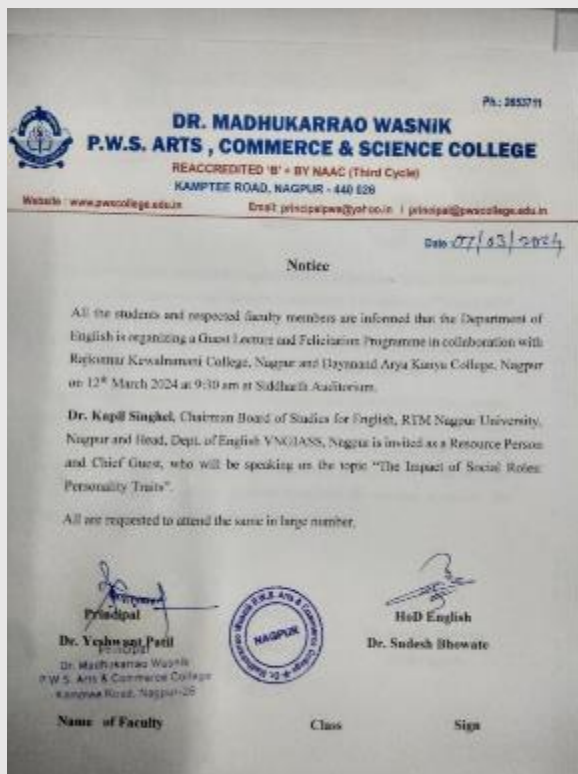 Ph.: 2653711
DR. MADHUKARRAO WASNIK
P.W.S. ARTS , COMMERCE & SCIENCE COLLEGE
REACCREDITED 'B' + BY NAAC (Third Cycle)
KAMPTEE ROAD, NAGPUR - 440 026
Website : www.pwscollege.edu.in Email: principalpws@yahoo.in | principal@pwscollege.edu.in
Date 07/03/2024
Notice
All the students and respected faculty members are informed that the Department of
English is organizing a Guest Lecture and Felicitation Programme in collaboration with
Rajkumar Kewalramani College, Nagpur and Dayanand Arya Kanya College, Nagpur
on 12th March 2024 at 9:30 am at Siddharth Auditorium.
Dr. Kapil Singhel, Chairman Board of Studies for English, RTM Nagpur University,
Nagpur and Head, Dept. of English VNGIASS, Nagpur is invited as a Resource Person
and Chief Guest, who will be speaking on the topic “The Impact of Social Roles:
Personality Traits”.
All are requested to attend the same in large number.
Principal
Dr. Yeshwant Patil
Principal
Dr. Madhukarrao Wasnik
P.W.S. Arts & Commerce College
Kamptee Road, Nagpur-26
NAGPUR
HoD English
Dr. Sudesh Bhowate
Name of Faculty Class Sign